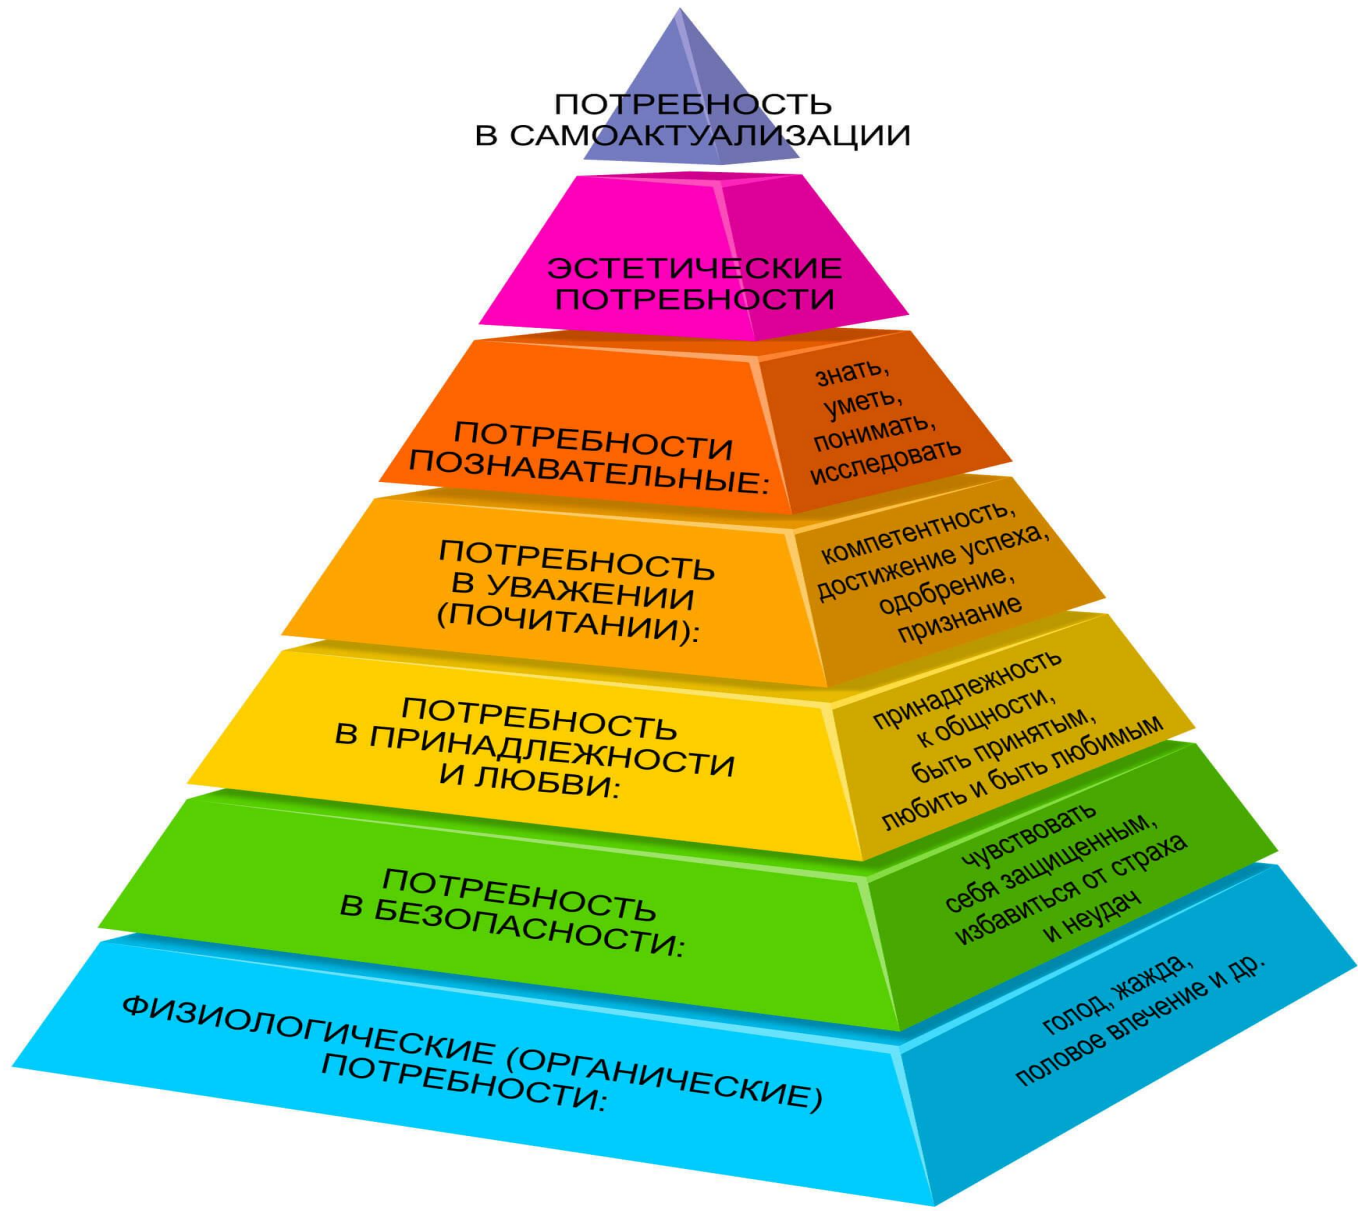 ПОТРЕБНОСТЬ
В САМОАКТУАЛИЗАЦИИ
ЭСТЕТИЧЕСКИЕ
ПОТРЕБНОСТИ
ПОТРЕБНОСТИ
ПОЗНАВАТЕЛЬНЫЕ:
знать,
уметь,
понимать,
исследовать
ПОТРЕБНОСТЬ
В УВАЖЕНИИ
(ПОЧИТАНИИ):
компетентность,
достижение успеха,
одобрение,
признание
ПОТРЕБНОСТЬ
В ПРИНАДЛЕЖНОСТИ
И ЛЮБВИ:
принадлежность
к общности,
быть принятым,
любить и быть любимым
ПОТРЕБНОСТЬ
В БЕЗОПАСНОСТИ:
чувствовать
себя защищенным,
избавиться от страха
и неудач
ФИЗИОЛОГИЧЕСКИЕ (ОРГАНИЧЕСКИЕ)
ПОТРЕБНОСТИ:
голод, жажда,
половое влечение и др.